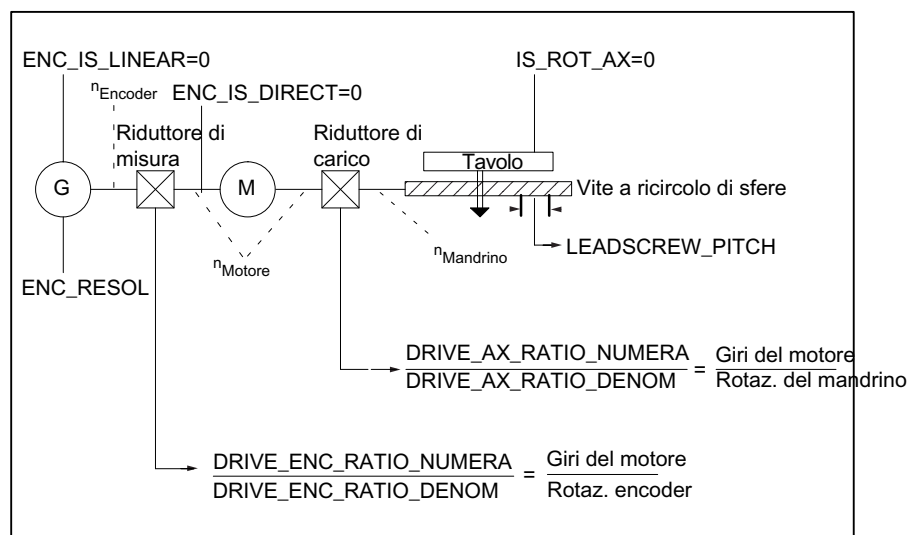 ENC_IS_LINEAR=0
IS_ROT_AX=0
nEncoder
ENC_IS_DIRECT=0
Riduttore di
misura
Riduttore di
carico
Tavolo
G
M
Vite a ricircolo di sfere
nMotore
nMandrino
LEADSCREW_PITCH
ENC_RESOL
DRIVE_AX_RATIO_NUMERA
DRIVE_AX_RATIO_DENOM
=
Giri del motore
Rotaz. del mandrino
DRIVE_ENC_RATIO_NUMERA
DRIVE_ENC_RATIO_DENOM
=
Giri del motore
Rotaz. encoder